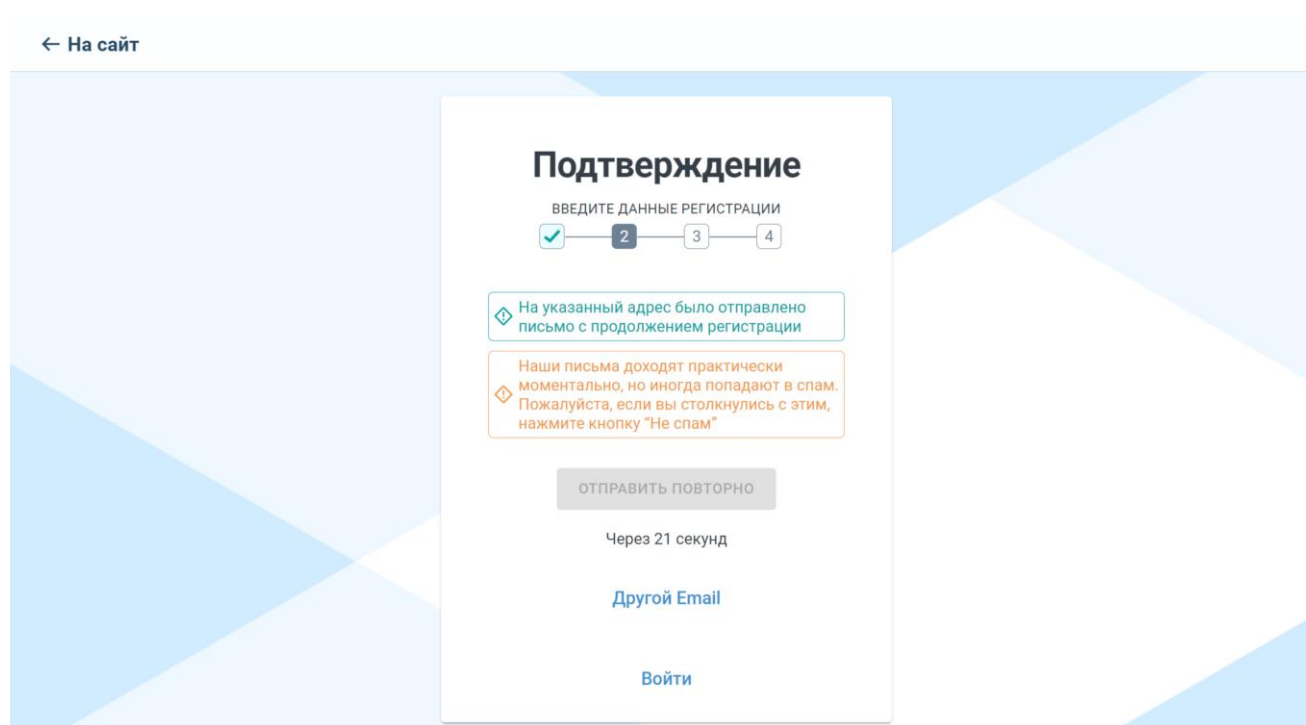 ← На сайт
Подтверждение
ВВЕДИТЕ ДАННЫЕ РЕГИСТРАЦИИ
2 3 4
На указанный адрес было отправлено
письмо с продолжением регистрации
Наши письма доходят практически
моментально, но иногда попадают в спам.
Пожалуйста, если вы столкнулись с этим,
нажмите кнопку “Не спам”
ОТПРАВИТЬ ПОВТОРНО
Через 21 секунд
Другой Email
Войти